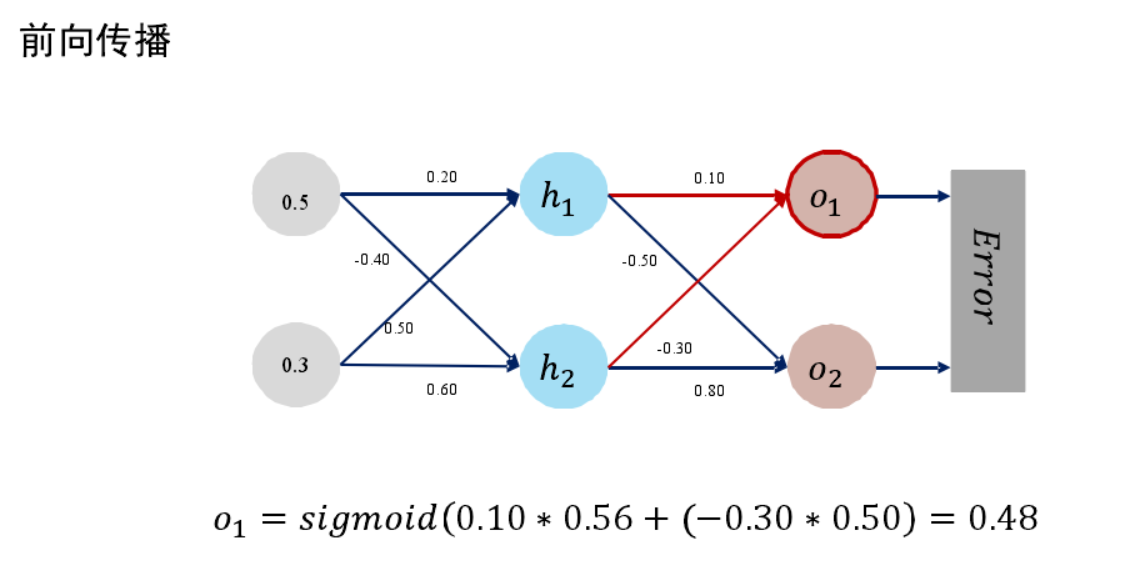 前向传播
0.20
0.10
0.5
h₁
o₁
-0.40
-0.50
Error
0.50
-0.30
0.3
h₂
o₂
0.60
0.80
o₁ = sigmoid(0.10 * 0.56 + (−0.30 * 0.50) = 0.48